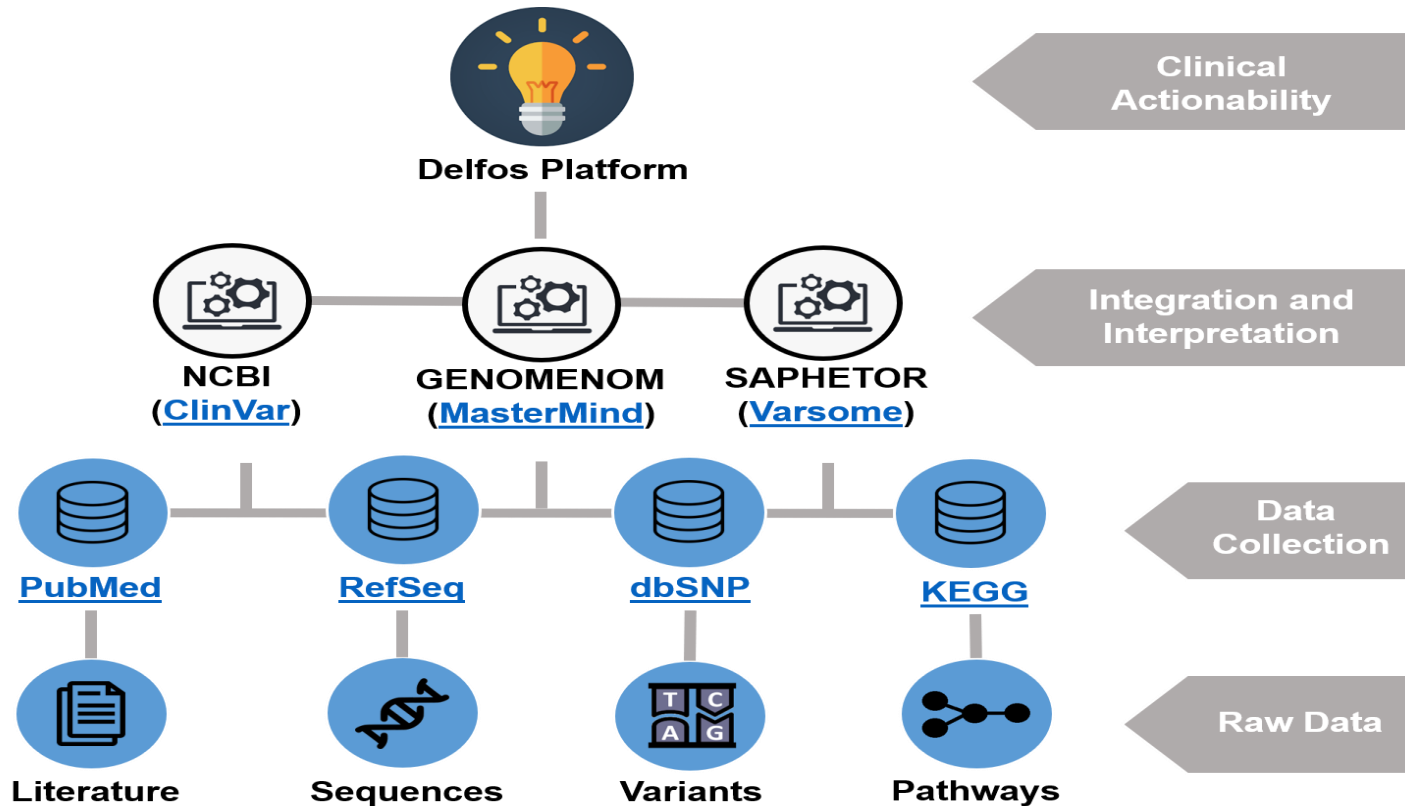 Clinical
Actionability
Delfos Platform
Integration and
Interpretation
NCBI
(ClinVar)
GENOMENOM
(MasterMind)
SAPHETOR
(Varsome)
Data
Collection
PubMed
RefSeq
dbSNP
KEGG
T C
A G
Raw Data
Literature
Sequences
Variants
Pathways